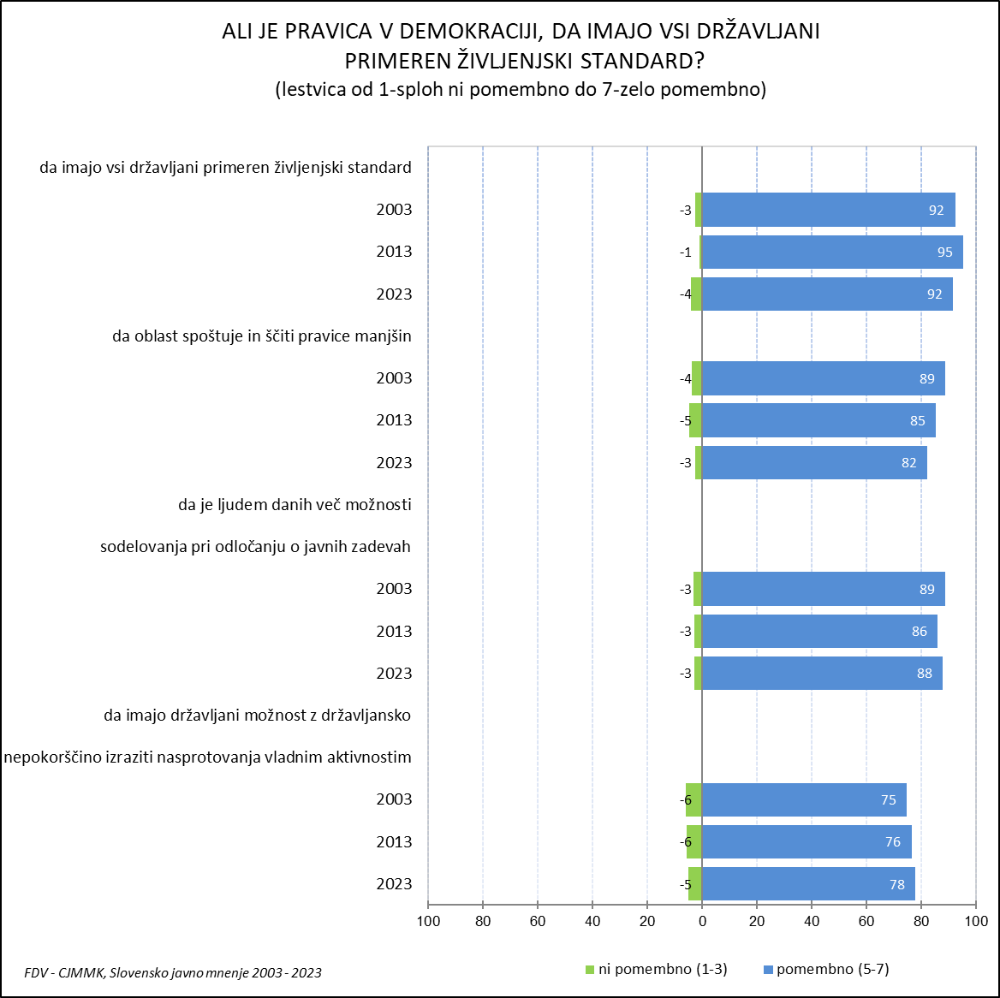 ALI JE PRAVICA V DEMOKRACIJI, DA IMAJO VSI DRŽAVLJANI
PRIMEREN ŽIVLJENJSKI STANDARD?
(lestvica od 1-sploh ni pomembno do 7-zelo pomembno)
da imajo vsi državljani primeren življenjski standard
2003 -3 92
2013 -1 95
2023 -4 92
da oblast spoštuje in ščiti pravice manjšin
2003 -4 89
2013 -5 85
2023 -3 82
da je ljudem danih več možnosti
sodelovanja pri odločanju o javnih zadevah
2003 -3 89
2013 -3 86
2023 -3 88
da imajo državljani možnost z državljansko
nepokorščino izraziti nasprotovanja vladnim aktivnostim
2003 -6 75
2013 -6 76
2023 -5 78
100 80 60 40 20 0 20 40 60 80 100
ni pomembno (1-3) pomembno (5-7)
FDV - CJMMK, Slovensko javno mnenje 2003 - 2023